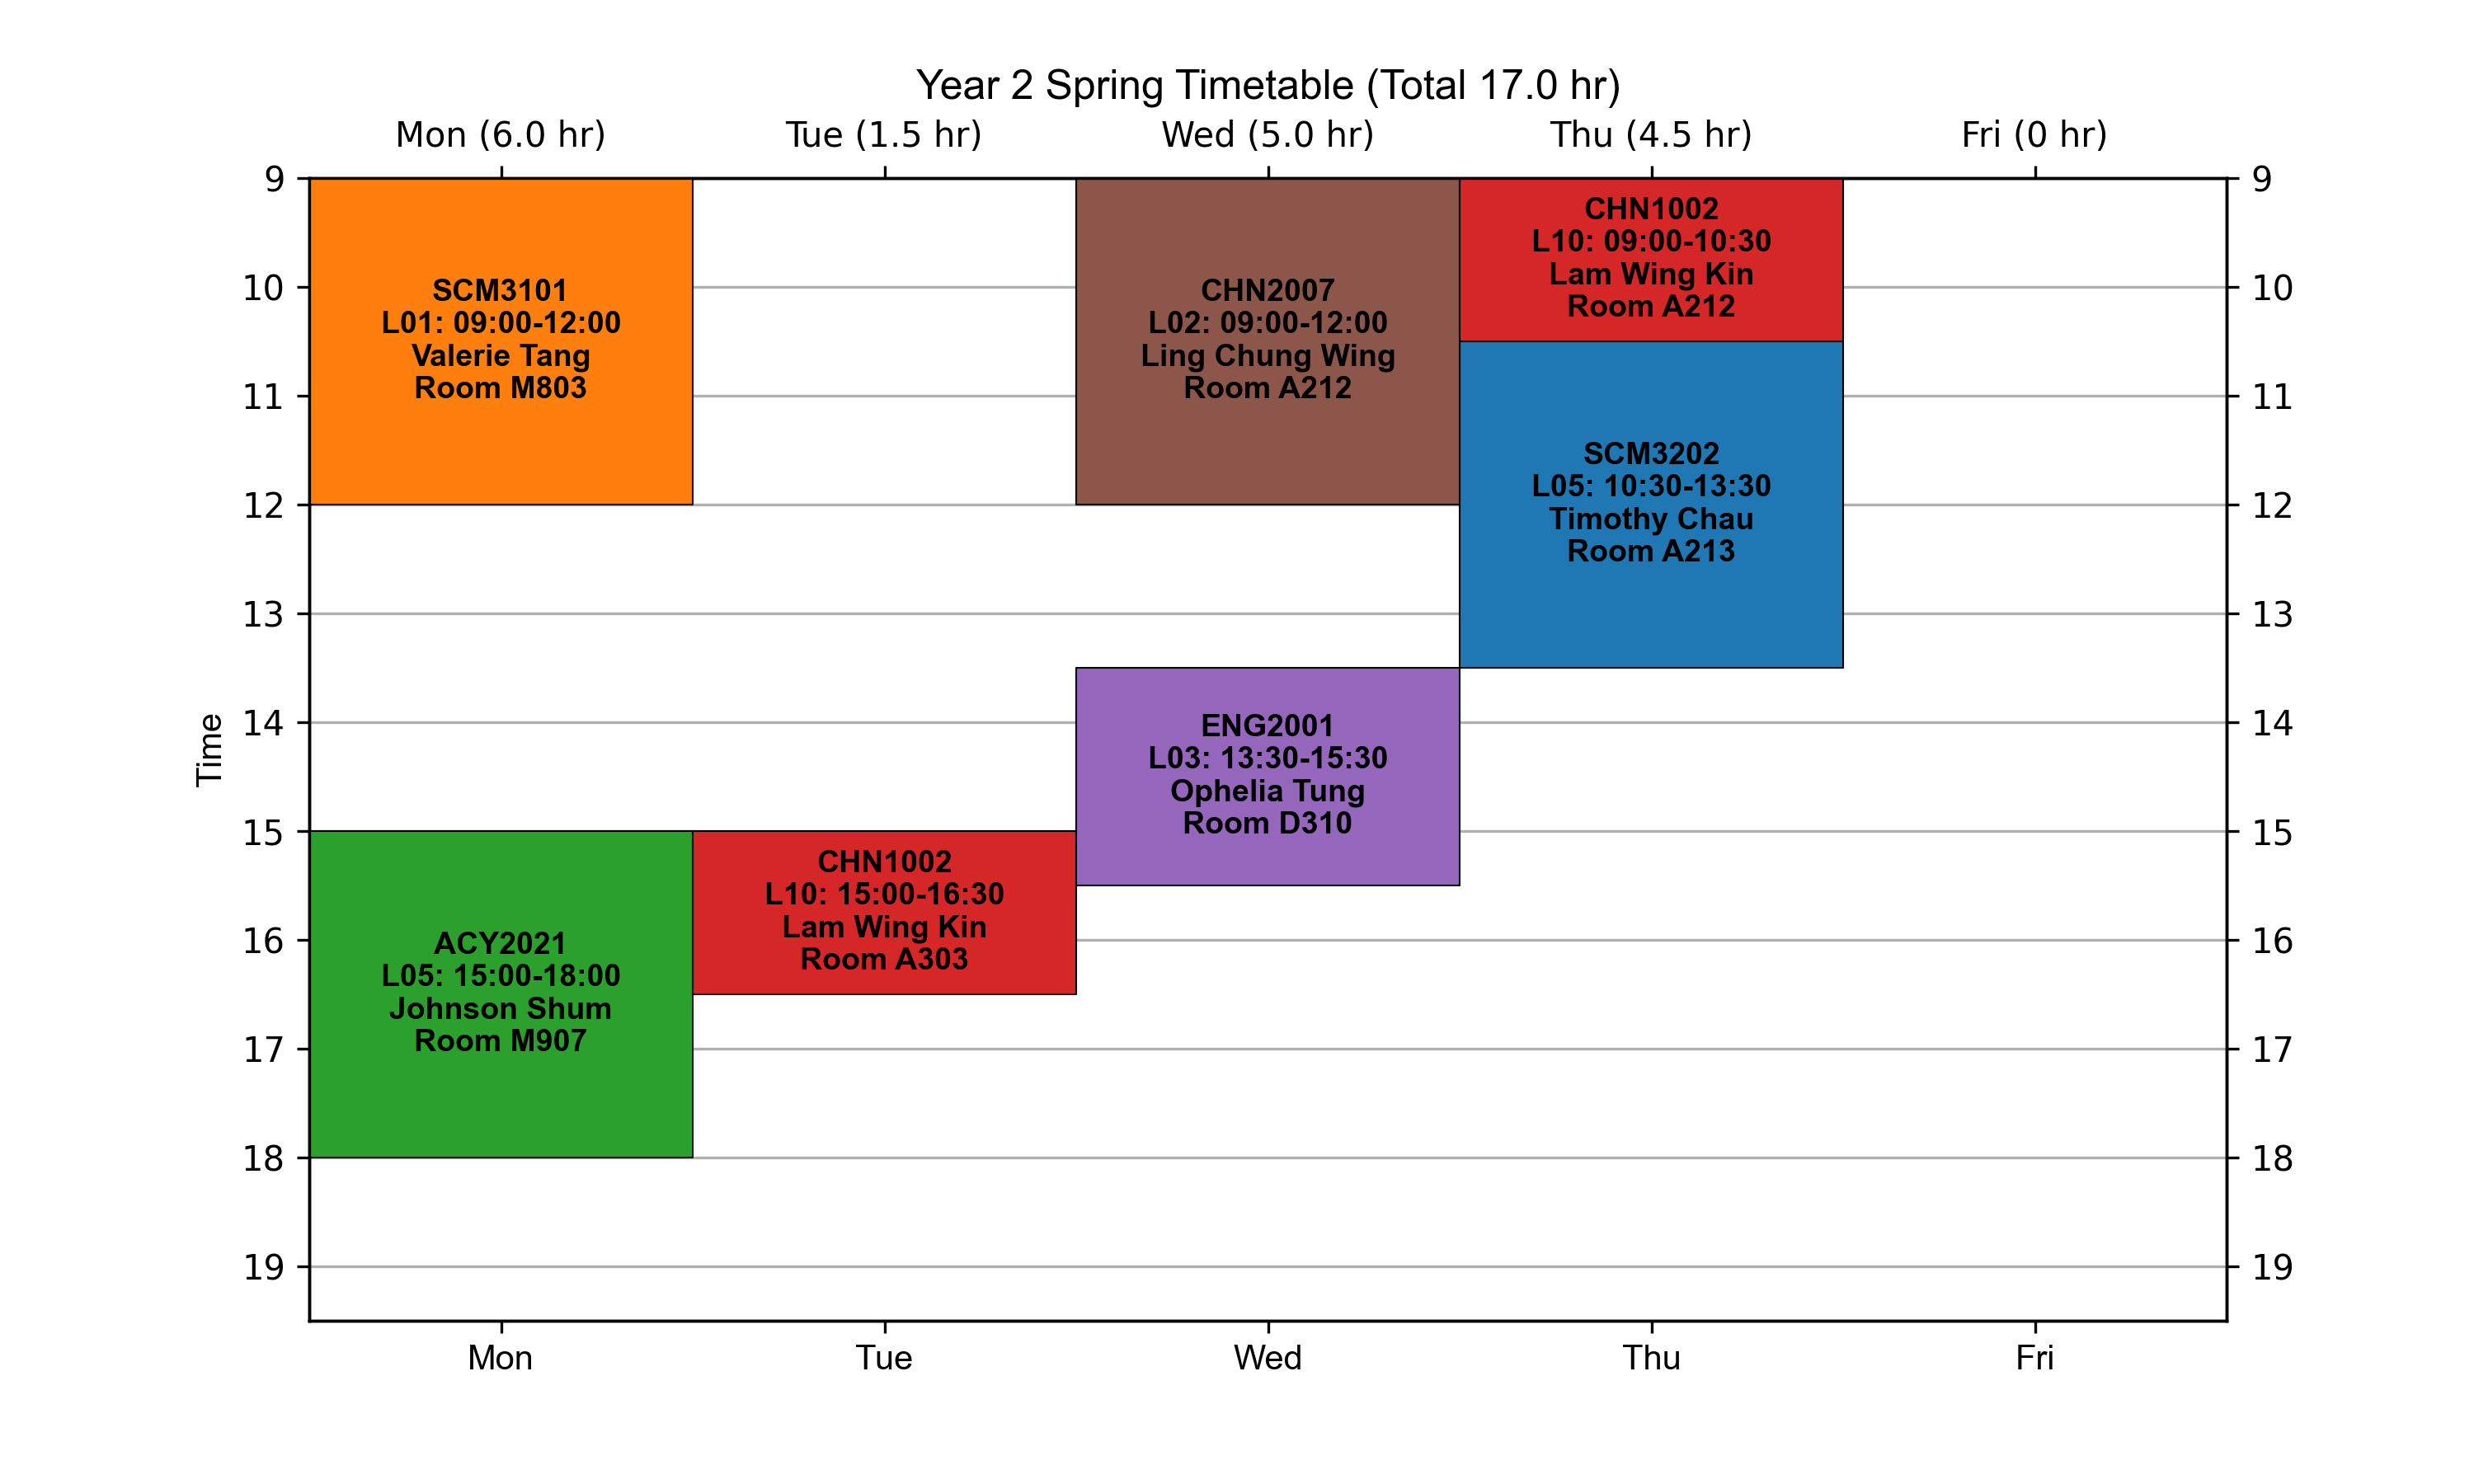 Year 2 Spring Timetable (Total 17.0 hr)
Mon (6.0 hr) Tue (1.5 hr) Wed (5.0 hr) Thu (4.5 hr) Fri (0 hr)
Time
9
10
11
12
13
14
15
16
17
18
19
SCM3101
L01: 09:00-12:00
Valerie Tang
Room M803
ACY2021
L05: 15:00-18:00
Johnson Shum
Room M907
CHN1002
L10: 15:00-16:30
Lam Wing Kin
Room A303
CHN2007
L02: 09:00-12:00
Ling Chung Wing
Room A212
ENG2001
L03: 13:30-15:30
Ophelia Tung
Room D310
CHN1002
L10: 09:00-10:30
Lam Wing Kin
Room A212
SCM3202
L05: 10:30-13:30
Timothy Chau
Room A213
9
10
11
12
13
14
15
16
17
18
19
Mon Tue Wed Thu Fri